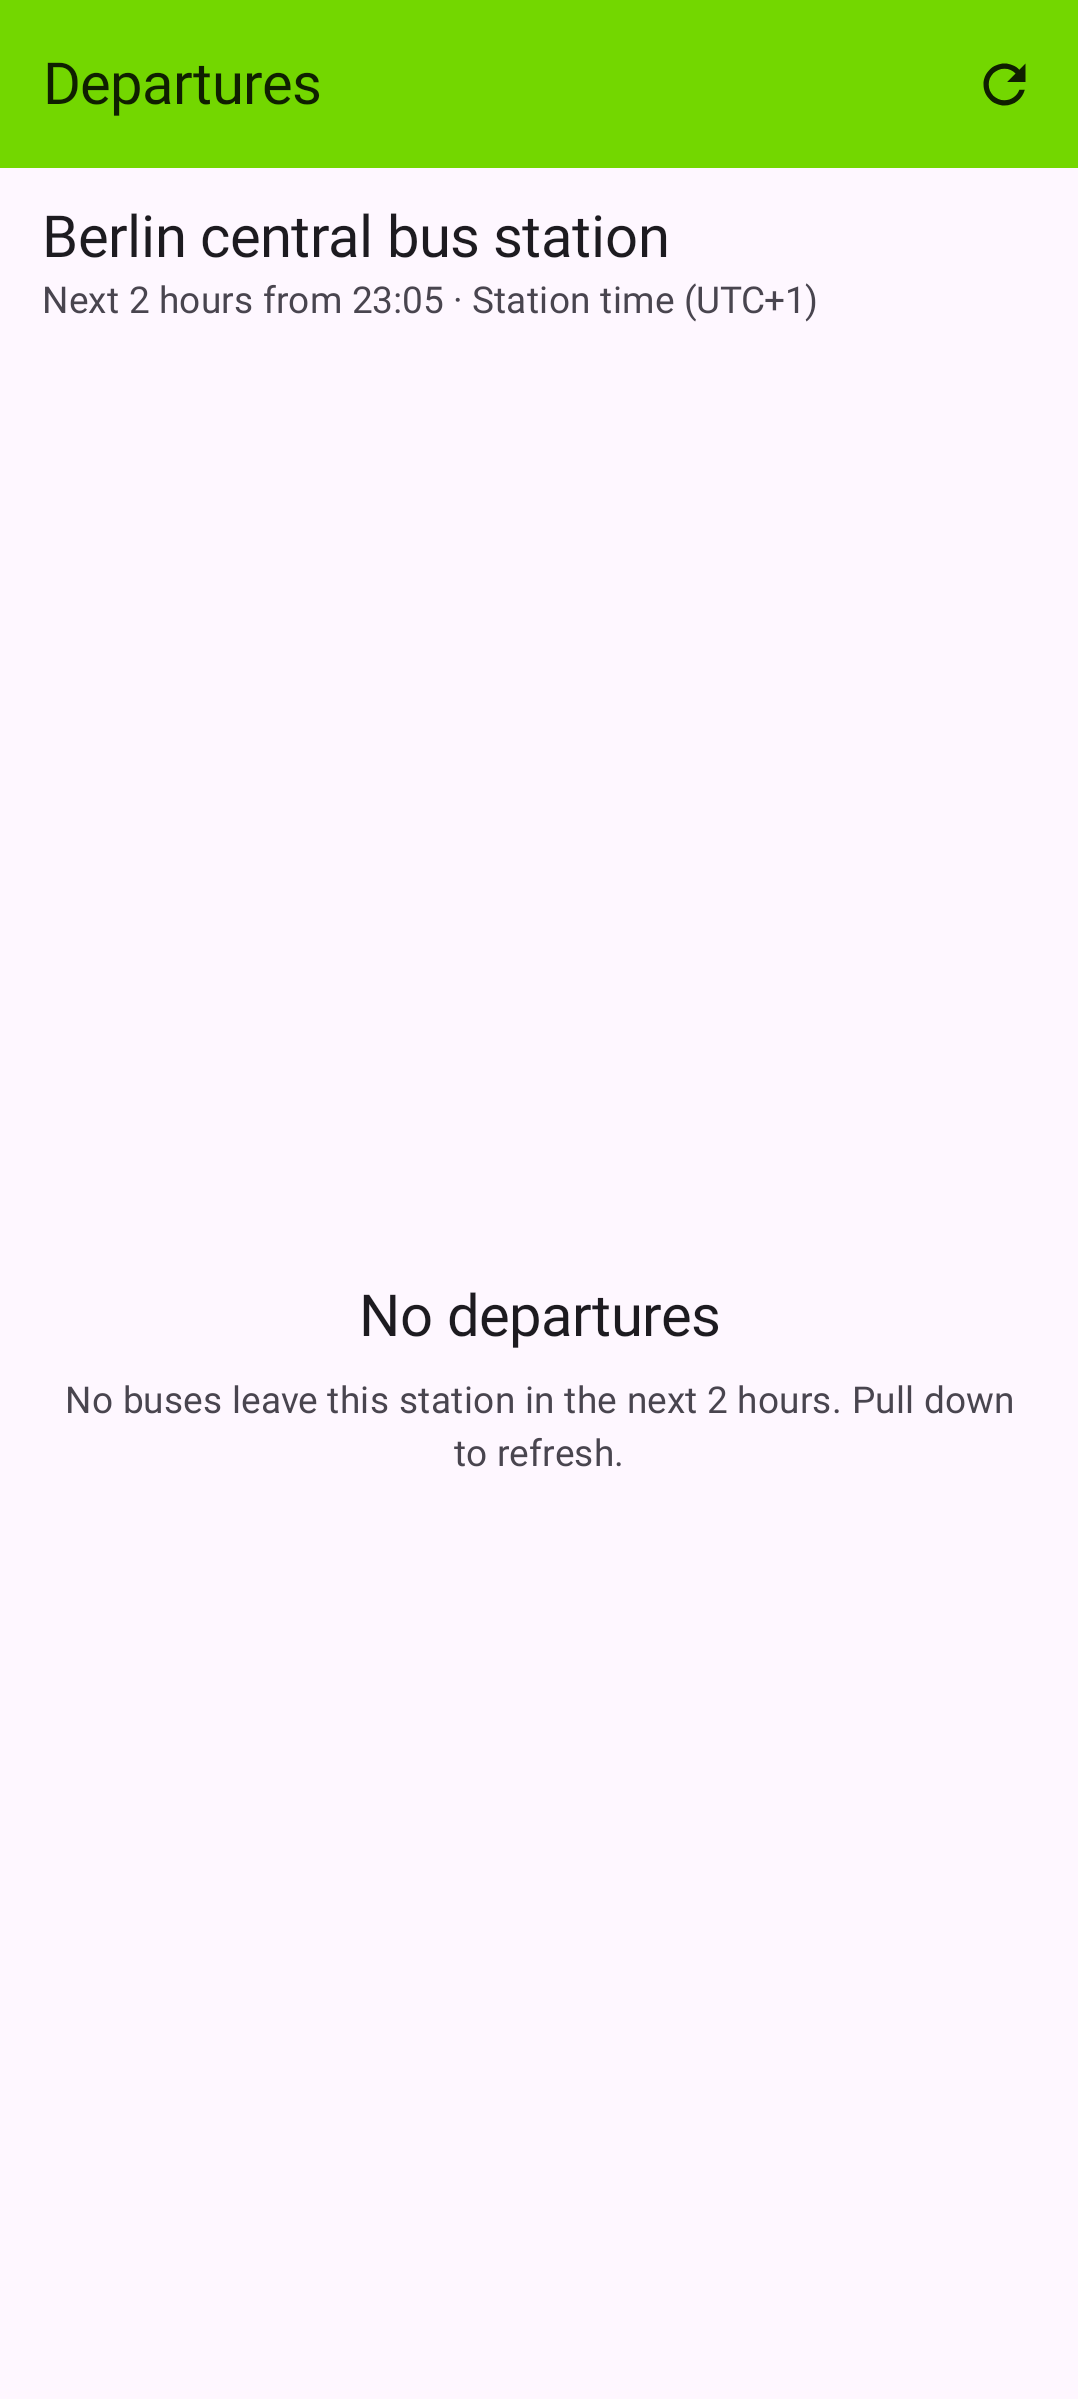 Departures
Berlin central bus station
Next 2 hours from 23:05 · Station time (UTC+1)
No departures
No buses leave this station in the next 2 hours. Pull down
to refresh.